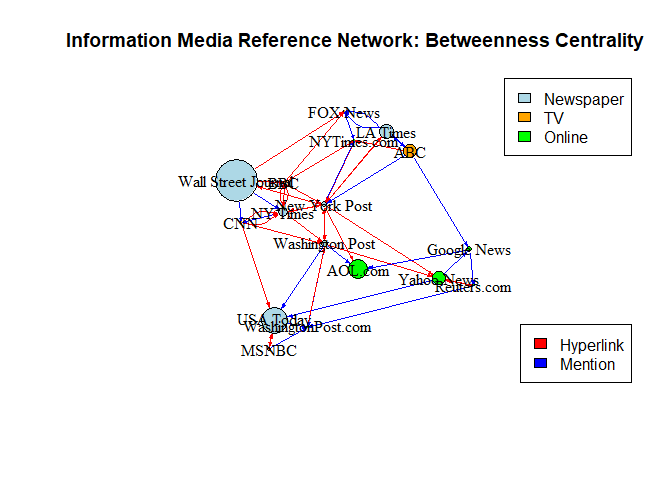 Information Media Reference Network: Betweenness Centrality
Newspaper
TV
Online
FOX News
LA Times
NYTimes.com
ABC
Wall Street Journal
BBC
New York Post
NY Times
CNN
Washington Post
Google News
AOL.com
Yahoo News
Reuters.com
USA Today
WashingtonPost.com
MSNBC
Hyperlink
Mention